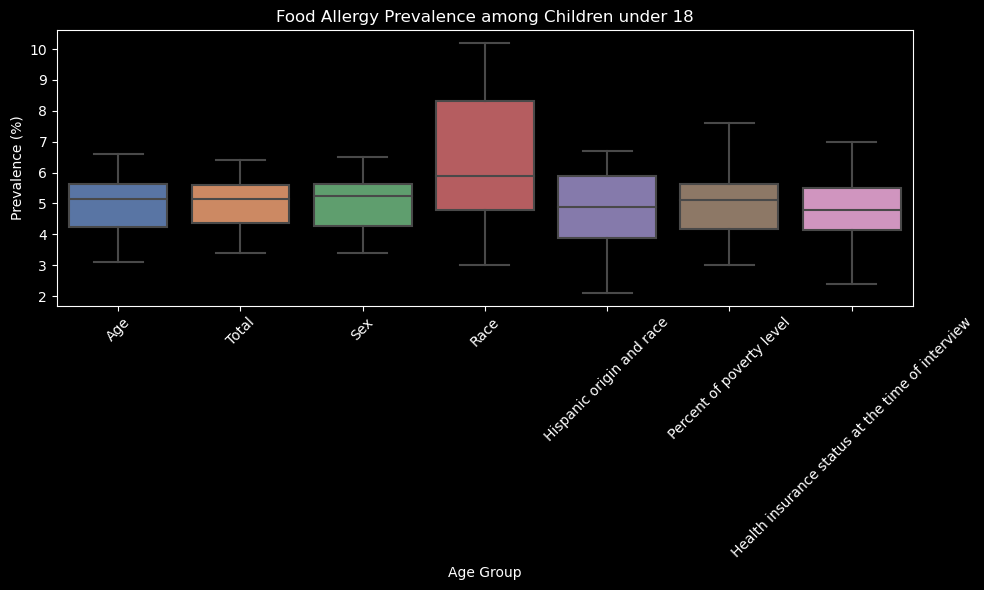 Food Allergy Prevalence among Children under 18
Prevalence (%)
10
9
8
7
6
5
4
3
2
Age
Total
Sex
Race
Hispanic origin and race
Percent of poverty level
Health insurance status at the time of interview
Age Group